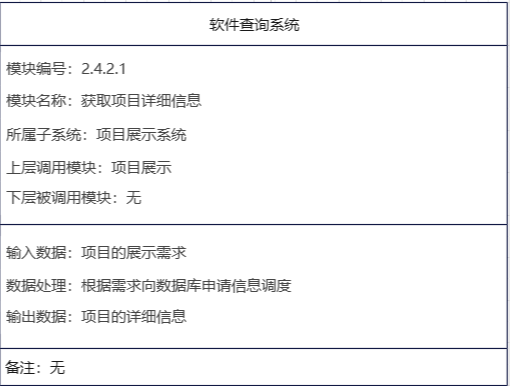 软件查询系统
模块编号：2.4.2.1
模块名称：获取项目详细信息
所属子系统：项目展示系统
上层调用模块：项目展示
下层被调用模块：无
输入数据：项目的展示需求
数据处理：根据需求向数据库申请信息调度
输出数据：项目的详细信息
备注：无